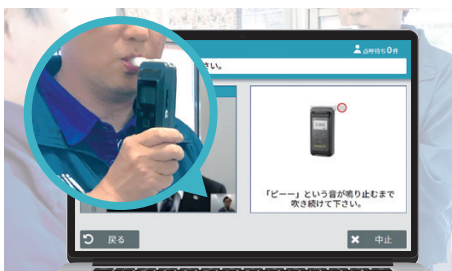 点呼待ち0件
さい。
「ピーー」という音が鳴り止むまで
吹き続けて下さい。
戻る
中止